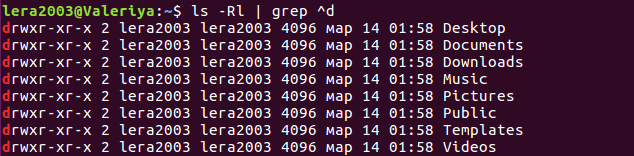 lera2003@Valeriya:~$ ls -Rl | grep ^d
drwxr-xr-x 2 lera2003 lera2003 4096 мар 14 01:58 Desktop
drwxr-xr-x 2 lera2003 lera2003 4096 мар 14 01:58 Documents
drwxr-xr-x 2 lera2003 lera2003 4096 мар 14 01:58 Downloads
drwxr-xr-x 2 lera2003 lera2003 4096 мар 14 01:58 Music
drwxr-xr-x 2 lera2003 lera2003 4096 мар 14 01:58 Pictures
drwxr-xr-x 2 lera2003 lera2003 4096 мар 14 01:58 Public
drwxr-xr-x 2 lera2003 lera2003 4096 мар 14 01:58 Templates
drwxr-xr-x 2 lera2003 lera2003 4096 мар 14 01:58 Videos